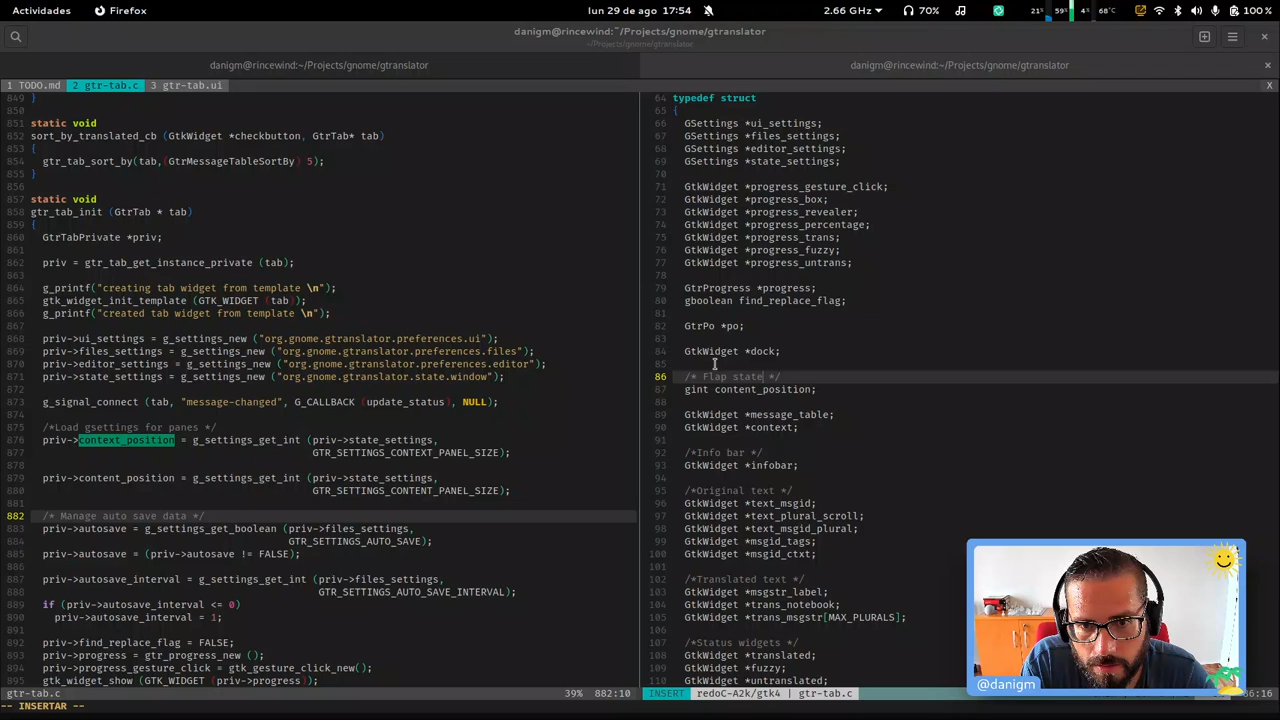 Actividades
Firefox
lun 29 de ago 17:54
2.66 GHz
70%
21%
59%
4%
68°C
100 %
danigm@rincewind:~/Projects/gnome/gtranslator
~/Projects/gnome/gtranslator
danigm@rincewind:~/Projects/gnome/gtranslator
danigm@rincewind:~/Projects/gnome/gtranslator
1 TODO.md 2 gtr-tab.c 3 gtr-tab.ui
X
849 }
850
851 static void
852 sort_by_translated_cb (GtkWidget *checkbutton, GtrTab* tab)
853 {
854 gtr_tab_sort_by(tab,(GtrMessageTableSortBy) 5);
855 }
856
857 static void
858 gtr_tab_init (GtrTab * tab)
859 {
860 GtrTabPrivate *priv;
861
862 priv = gtr_tab_get_instance_private (tab);
863
864 g_printf("creating tab widget from template \n");
865 gtk_widget_init_template (GTK_WIDGET (tab));
866 g_printf("created tab widget from template \n");
867
868 priv->ui_settings = g_settings_new ("org.gnome.gtranslator.preferences.ui");
869 priv->files_settings = g_settings_new ("org.gnome.gtranslator.preferences.files");
870 priv->editor_settings = g_settings_new ("org.gnome.gtranslator.preferences.editor");
871 priv->state_settings = g_settings_new ("org.gnome.gtranslator.state.window");
872
873 g_signal_connect (tab, "message-changed", G_CALLBACK (update_status), NULL);
874
875 /*Load gsettings for panes */
876 priv->context_position = g_settings_get_int (priv->state_settings,
877 GTR_SETTINGS_CONTEXT_PANEL_SIZE);
878
879 priv->content_position = g_settings_get_int (priv->state_settings,
880 GTR_SETTINGS_CONTENT_PANEL_SIZE);
881
882 /* Manage auto save data */
883 priv->autosave = g_settings_get_boolean (priv->files_settings,
884 GTR_SETTINGS_AUTO_SAVE);
885 priv->autosave = (priv->autosave != FALSE);
886
887 priv->autosave_interval = g_settings_get_int (priv->files_settings,
888 GTR_SETTINGS_AUTO_SAVE_INTERVAL);
889 if (priv->autosave_interval <= 0)
890 priv->autosave_interval = 1;
891
892 priv->find_replace_flag = FALSE;
893 priv->progress = gtr_progress_new ();
894 priv->progress_gesture_click = gtk_gesture_click_new();
895 gtk_widget_show (GTK_WIDGET (priv->progress));
gtr-tab.c 39% 882:10
-- INSERTAR --
64 typedef struct
65 {
66 GSettings *ui_settings;
67 GSettings *files_settings;
68 GSettings *editor_settings;
69 GSettings *state_settings;
70
71 GtkWidget *progress_gesture_click;
72 GtkWidget *progress_box;
73 GtkWidget *progress_revealer;
74 GtkWidget *progress_percentage;
75 GtkWidget *progress_trans;
76 GtkWidget *progress_fuzzy;
77 GtkWidget *progress_untrans;
78
79 GtrProgress *progress;
80 gboolean find_replace_flag;
81
82 GtrPo *po;
83
84 GtkWidget *dock;
85
86 /* Flap state */
87 gint content_position;
88
89 GtkWidget *message_table;
90 GtkWidget *context;
91
92 /*Info bar */
93 GtkWidget *infobar;
94
95 /*Original text */
96 GtkWidget *text_msgid;
97 GtkWidget *text_plural_scroll;
98 GtkWidget *text_msgid_plural;
99 GtkWidget *msgid_tags;
100 GtkWidget *msgid_ctxt;
101
102 /*Translated text */
103 GtkWidget *msgstr_label;
104 GtkWidget *trans_notebook;
105 GtkWidget *trans_msgstr[MAX_PLURALS];
106
107 /*Status widgets */
108 GtkWidget *translated;
109 GtkWidget *fuzzy;
110 GtkWidget *untranslated;
INSERT redoC-A2k/gtk4 | gtr-tab.c
86:16
@danigm